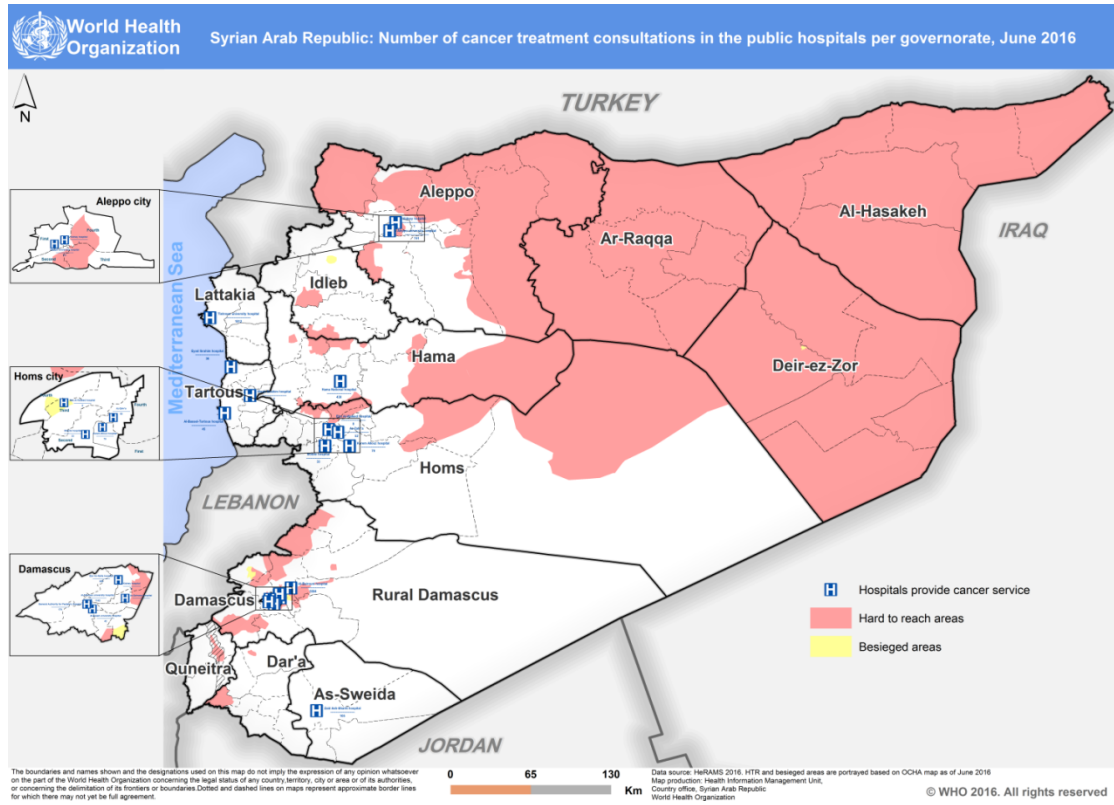 World Health
Organization
Syrian Arab Republic: Number of cancer treatment consultations in the public hospitals per governorate, June 2016
N
TURKEY
Aleppo city
Aleppo
Al-Hasakeh
Ar-Raqqa
IRAQ
Mediterranean Sea
Idleb
Lattakia
Hama
Deir-ez-Zor
Homs city
Tartous
Homs
LEBANON
Damascus
Damascus
Rural Damascus
Quneitra
Dar'a
As-Sweida
JORDAN
Hospitals provide cancer service
Hard to reach areas
Besieged areas
The boundaries and names shown and the designations used on this map do not imply the expression of any opinion whatsoever
on the part of the World Health Organization concerning the legal status of any country,territory, city or area or of its authorities,
or concerning the delimitation of its frontiers or boundaries.Dotted and dashed lines on maps represent approximate border lines
for which there may not yet be full agreement.
0 65 130
Km
Data source: HeRAMS 2016. HTR and besieged areas are portrayed based on OCHA map as of June 2016
Map production: Health Information Management Unit,
Country office, Syrian Arab Republic
World Health Organization
© WHO 2016. All rights reserved